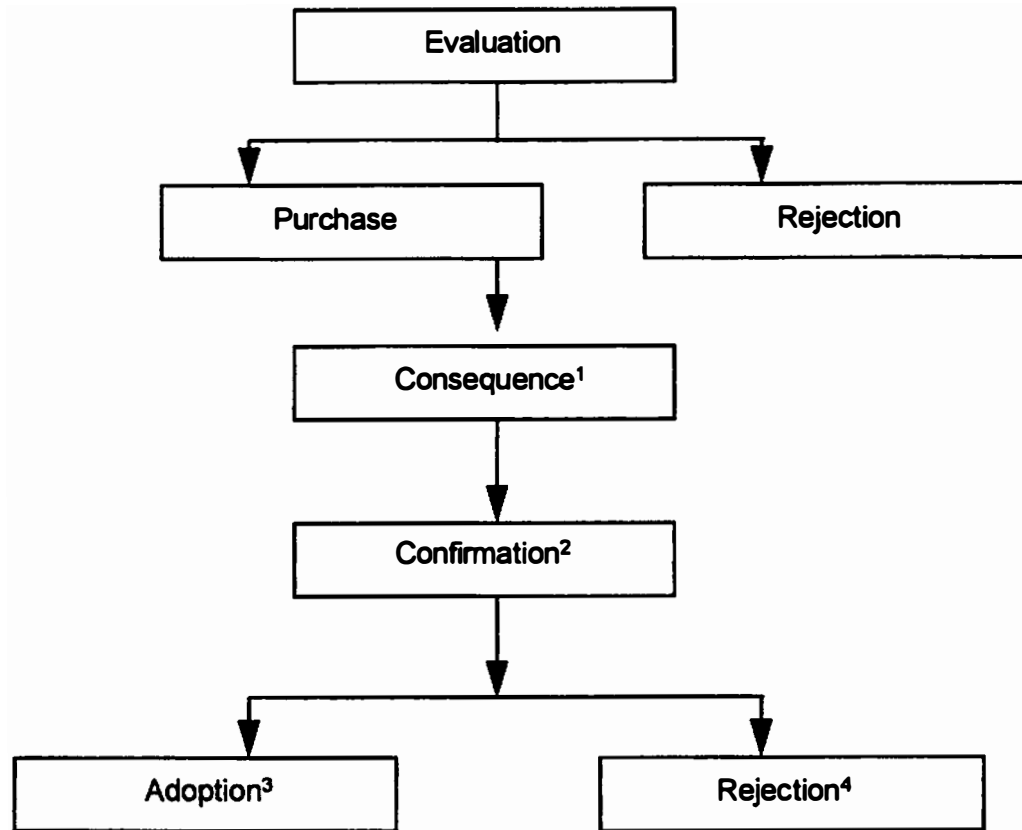 Evaluation
Purchase
Rejection
Consequence¹
Confirmation²
Adoption³
Rejection⁴